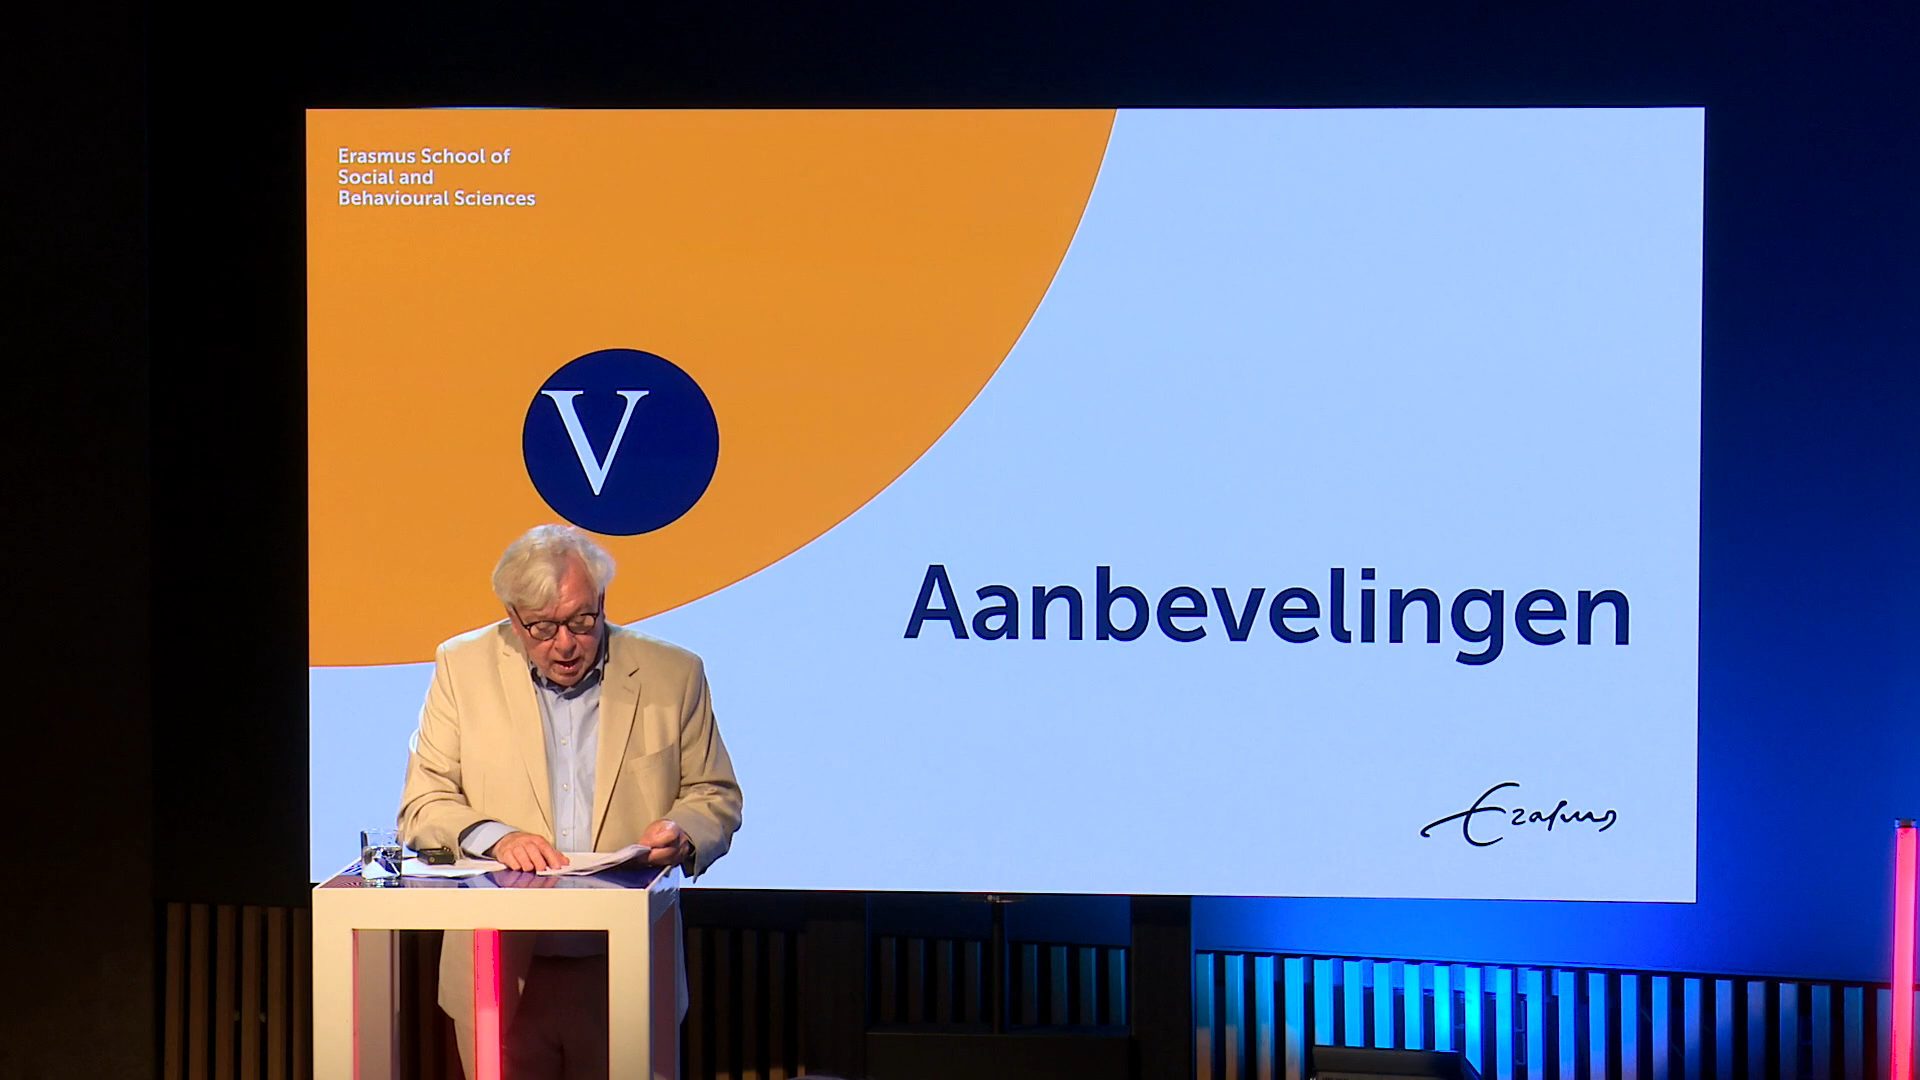 Erasmus School of
Social and
Behavioural Sciences
V
Aanbevelingen
Erasmus